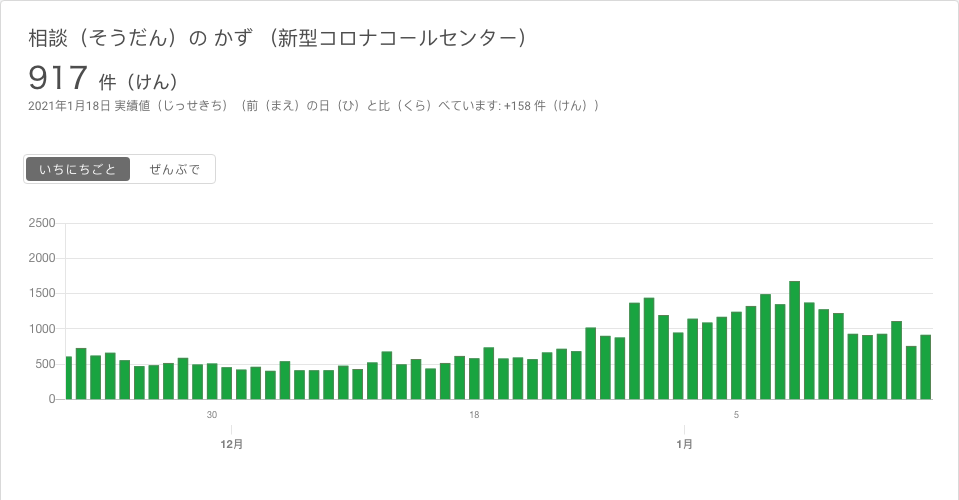 相談（そうだん）の かず （新型コロナコールセンター）
917 件（けん）
2021年1月18日 実績値（じっせきち）（前（まえ）の日（ひ）と比（くら）べています: +158 件（けん））
いちにちごと ぜんぶで
2500
2000
1500
1000
500
0
30 18 5
12月 1月